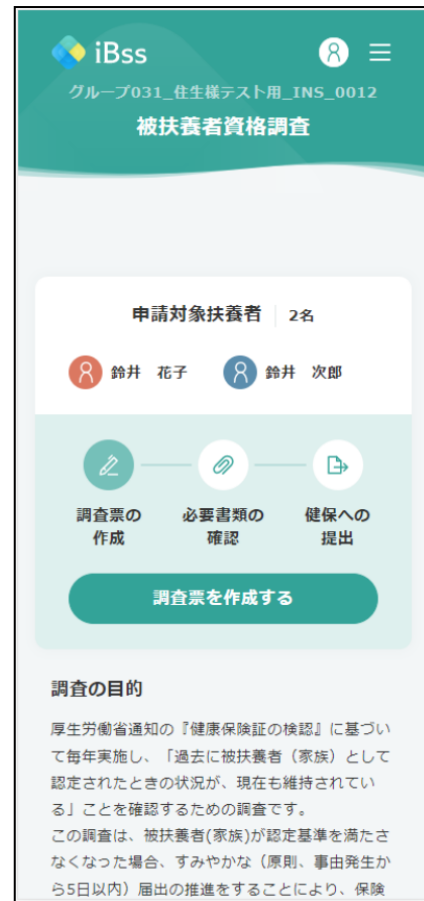 iBss
グループ031_住生様テスト用_INS_0012
被扶養者資格調査
申請対象扶養者 2名
鈴井 花子 鈴井 次郎
調査票の 必要書類の 健保への
作成 確認 提出
調査票を作成する
調査の目的
厚生労働省通知の『健康保険証の検認』に基づい
て毎年実施し、「過去に被扶養者（家族）として
認定されたときの状況が、現在も維持されてい
る」ことを確認するための調査です。
この調査は、被扶養者(家族)が認定基準を満たさ
なくなった場合、すみやかな（原則、事由発生か
ら5日以内）届出の推進をすることにより、保険